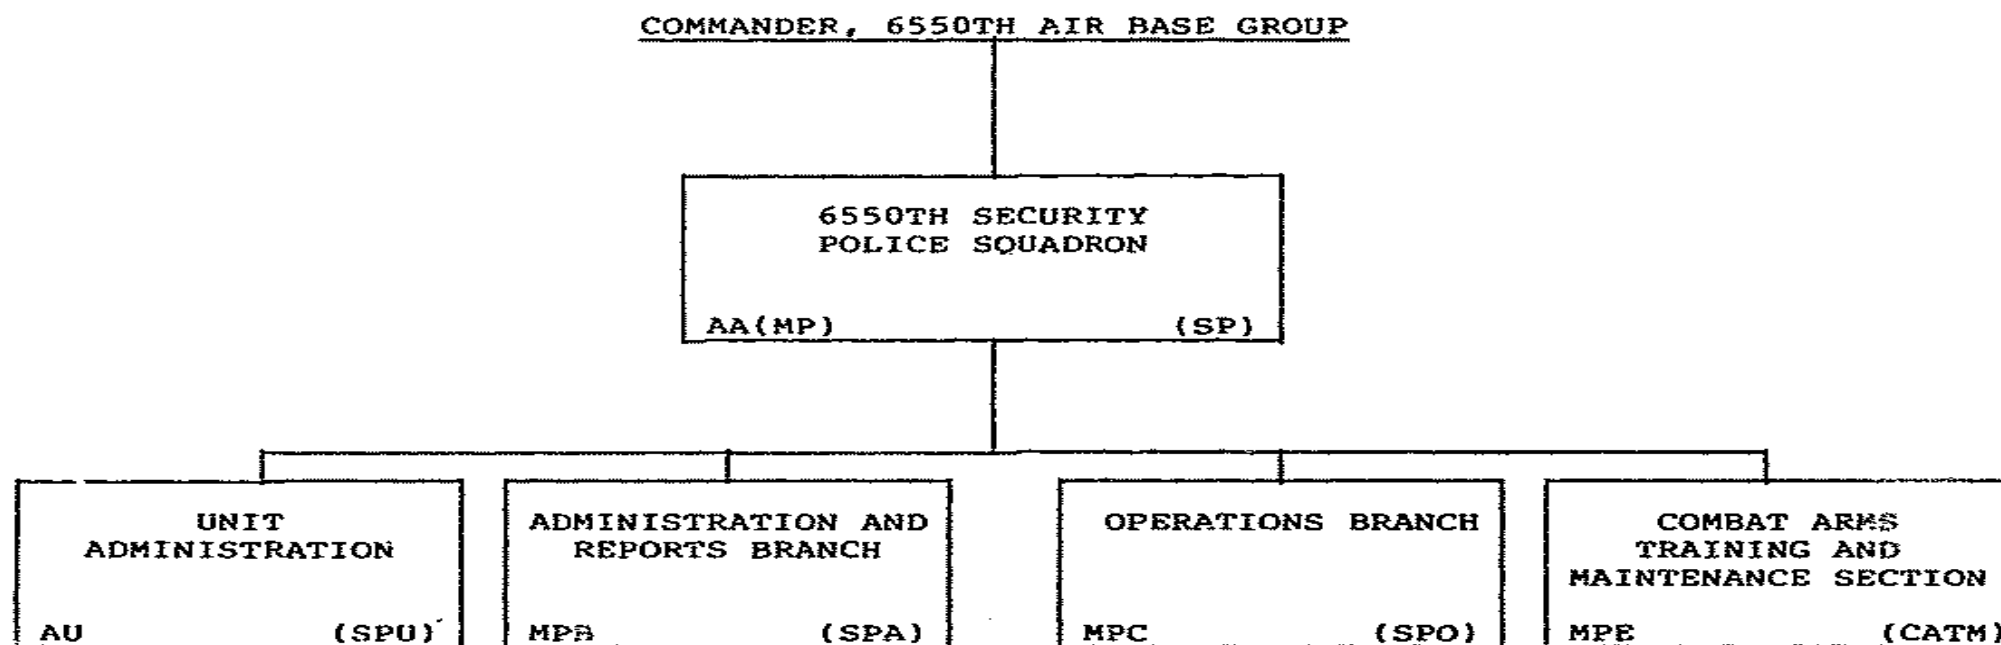 COMMANDER, 6550TH AIR BASE GROUP
6550TH SECURITY
POLICE SQUADRON
AA(MP) (SP)
UNIT
ADMINISTRATION
AU (SPU)
ADMINISTRATION AND
REPORTS BRANCH
MPB (SPA)
OPERATIONS BRANCH
MPC (SPO)
COMBAT ARMS
TRAINING AND
MAINTENANCE SECTION
MPE (CATM)